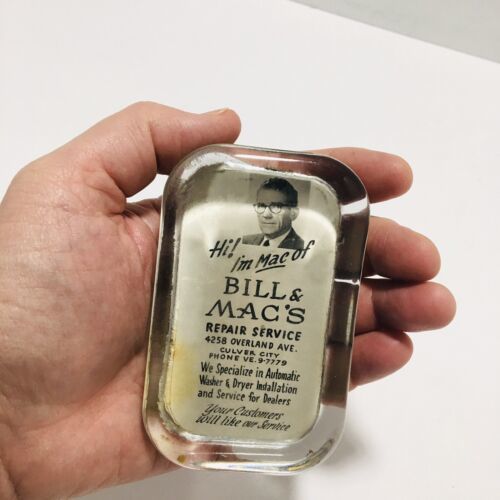 Hi!
I'm Mac of
BILL &
MAC'S
REPAIR SERVICE
4258 OVERLAND AVE.
CULVER CITY
PHONE VE.9-7779
We Specialize in Automatic
Washer & Dryer Installation
and Service for Dealers
Your Customers
Will like our Service